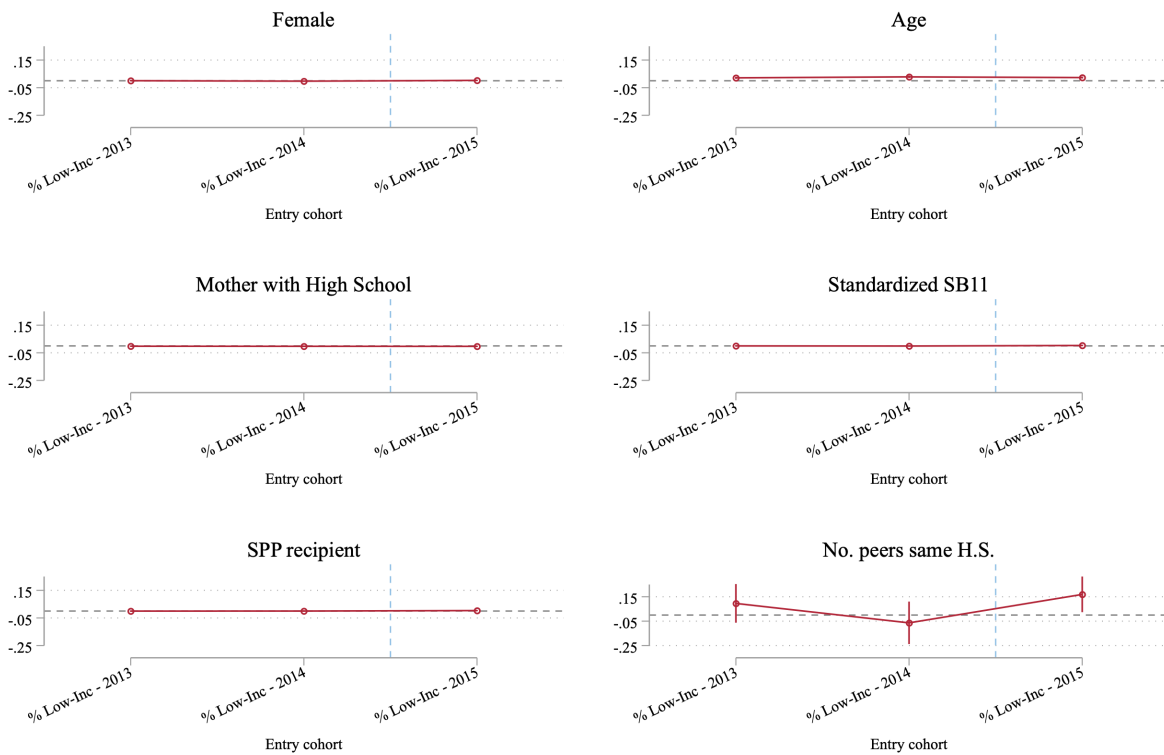 Female
.15
-.05
-.25
% Low-Inc - 2013
% Low-Inc - 2014
% Low-Inc - 2015
Entry cohort
Age
.15
-.05
-.25
% Low-Inc - 2013
% Low-Inc - 2014
% Low-Inc - 2015
Entry cohort
Mother with High School
.15
-.05
-.25
% Low-Inc - 2013
% Low-Inc - 2014
% Low-Inc - 2015
Entry cohort
Standardized SB11
.15
-.05
-.25
% Low-Inc - 2013
% Low-Inc - 2014
% Low-Inc - 2015
Entry cohort
SPP recipient
.15
-.05
-.25
% Low-Inc - 2013
% Low-Inc - 2014
% Low-Inc - 2015
Entry cohort
No. peers same H.S.
.15
-.05
-.25
% Low-Inc - 2013
% Low-Inc - 2014
% Low-Inc - 2015
Entry cohort